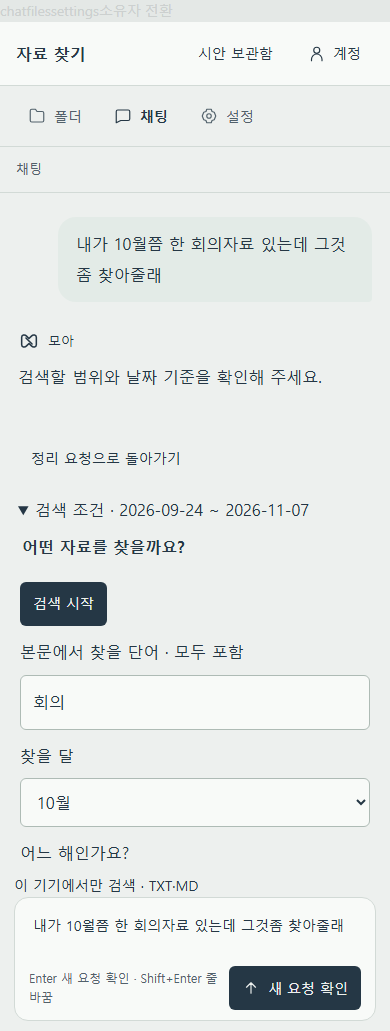 chatfilessettings소유자 전환
자료 찾기
시안 보관함
계정
폴더
채팅
설정
채팅
내가 10월쯤 한 회의자료 있는데 그것
좀 찾아줄래
모아
검색할 범위와 날짜 기준을 확인해 주세요.
정리 요청으로 돌아가기
▼ 검색 조건 · 2026-09-24 ~ 2026-11-07
어떤 자료를 찾을까요?
검색 시작
본문에서 찾을 단어 · 모두 포함
회의
찾을 달
10월
어느 해인가요?
이 기기에서만 검색 · TXT·MD
내가 10월쯤 한 회의자료 있는데 그것좀 찾아줄래
Enter 새 요청 확인 · Shift+Enter 줄
바꿈
↑ 새 요청 확인